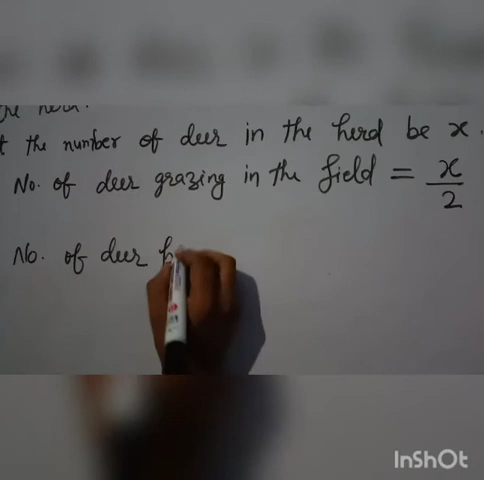 the number of deer in the herd be x.
No. of deer grazing in the field = x/2
No. of deer
InShOt